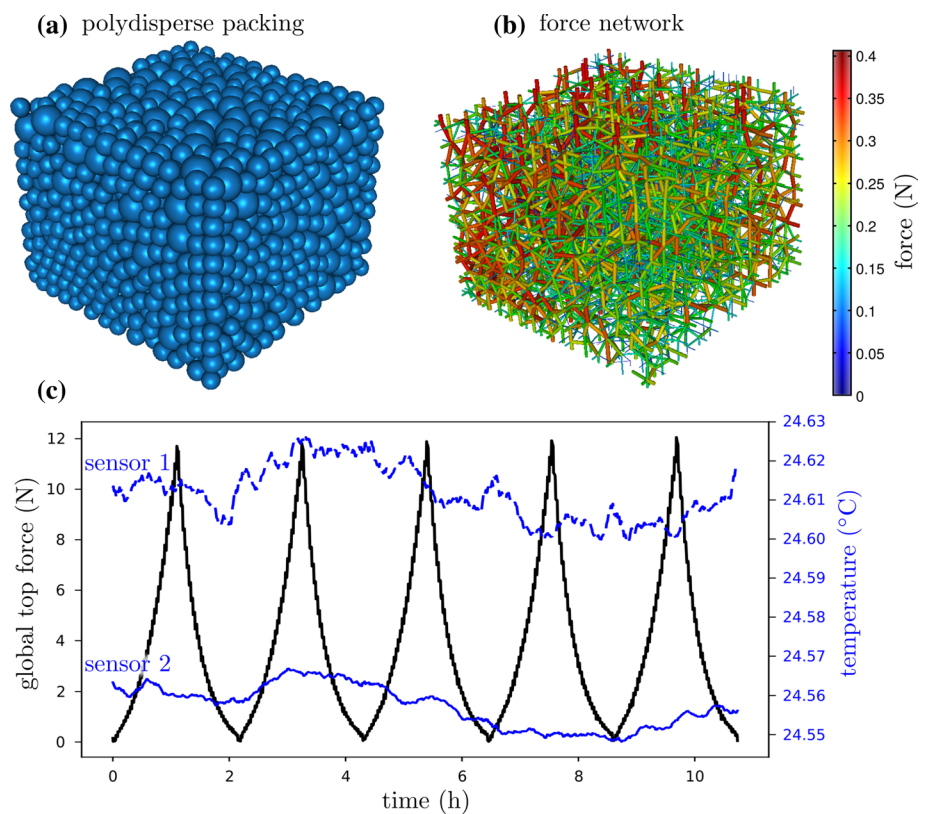 (a) polydisperse packing
(b) force network
0.4
0.35
0.3
0.25
0.2
0.15
0.1
0.05
0
force (N)
(c)
12
10
8
6
4
2
0
global top force (N)
sensor 1
sensor 2
24.63
24.62
24.61
24.60
24.59
24.58
24.57
24.56
24.55
temperature (°C)
0 2 4 6 8 10
time (h)